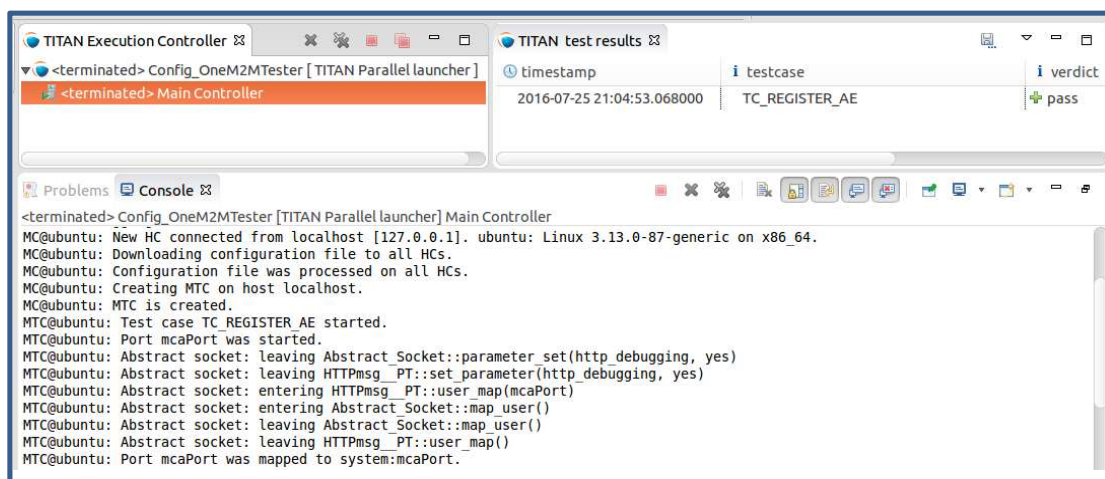 TITAN Execution Controller
<terminated> Config_OneM2MTester [ TITAN Parallel launcher ]
<terminated> Main Controller
TITAN test results
timestamp testcase verdict
2016-07-25 21:04:53.068000 TC_REGISTER_AE pass
Problems Console
<terminated> Config_OneM2MTester [TITAN Parallel launcher] Main Controller
MC@ubuntu: New HC connected from localhost [127.0.0.1]. ubuntu: Linux 3.13.0-87-generic on x86_64.
MC@ubuntu: Downloading configuration file to all HCs.
MC@ubuntu: Configuration file was processed on all HCs.
MC@ubuntu: Creating MTC on host localhost.
MC@ubuntu: MTC is created.
MTC@ubuntu: Test case TC_REGISTER_AE started.
MTC@ubuntu: Port mcaPort was started.
MTC@ubuntu: Abstract socket: leaving Abstract_Socket::parameter_set(http_debugging, yes)
MTC@ubuntu: Abstract socket: leaving HTTPmsg__PT::set_parameter(http_debugging, yes)
MTC@ubuntu: Abstract socket: entering HTTPmsg__PT::user_map(mcaPort)
MTC@ubuntu: Abstract socket: entering Abstract_Socket::map_user()
MTC@ubuntu: Abstract socket: leaving Abstract_Socket::map_user()
MTC@ubuntu: Abstract socket: leaving HTTPmsg__PT::user_map()
MTC@ubuntu: Port mcaPort was mapped to system:mcaPort.